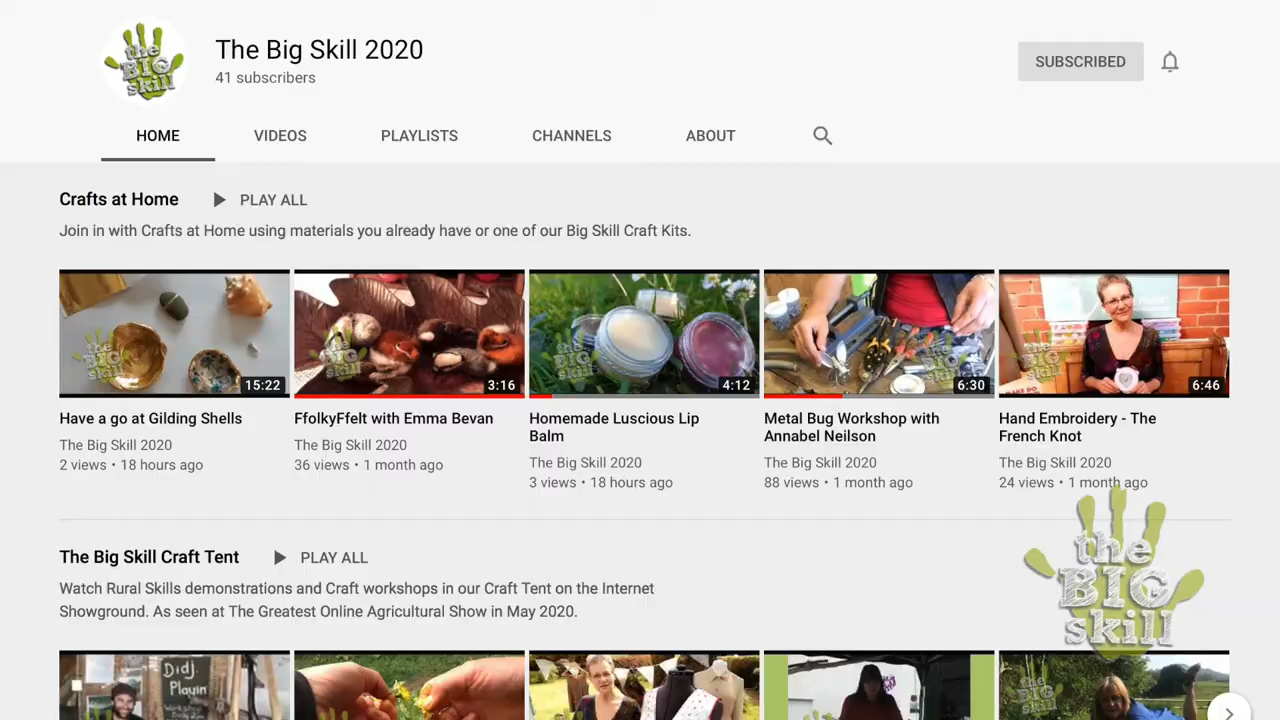 the BIG skill
The Big Skill 2020
41 subscribers
SUBSCRIBED
HOME VIDEOS PLAYLISTS CHANNELS ABOUT
Crafts at Home PLAY ALL
Join in with Crafts at Home using materials you already have or one of our Big Skill Craft Kits.
15:22 3:16 4:12 6:30 6:46
Have a go at Gilding Shells
The Big Skill 2020
2 views • 18 hours ago
FfolkyFfelt with Emma Bevan
The Big Skill 2020
36 views • 1 month ago
Homemade Luscious Lip
Balm
The Big Skill 2020
3 views • 18 hours ago
Metal Bug Workshop with
Annabel Neilson
The Big Skill 2020
88 views • 1 month ago
Hand Embroidery - The
French Knot
The Big Skill 2020
24 views • 1 month ago
The Big Skill Craft Tent PLAY ALL
Watch Rural Skills demonstrations and Craft workshops in our Craft Tent on the Internet
Showground. As seen at The Greatest Online Agricultural Show in May 2020.
the
BIG
skill
Didj.
Playin